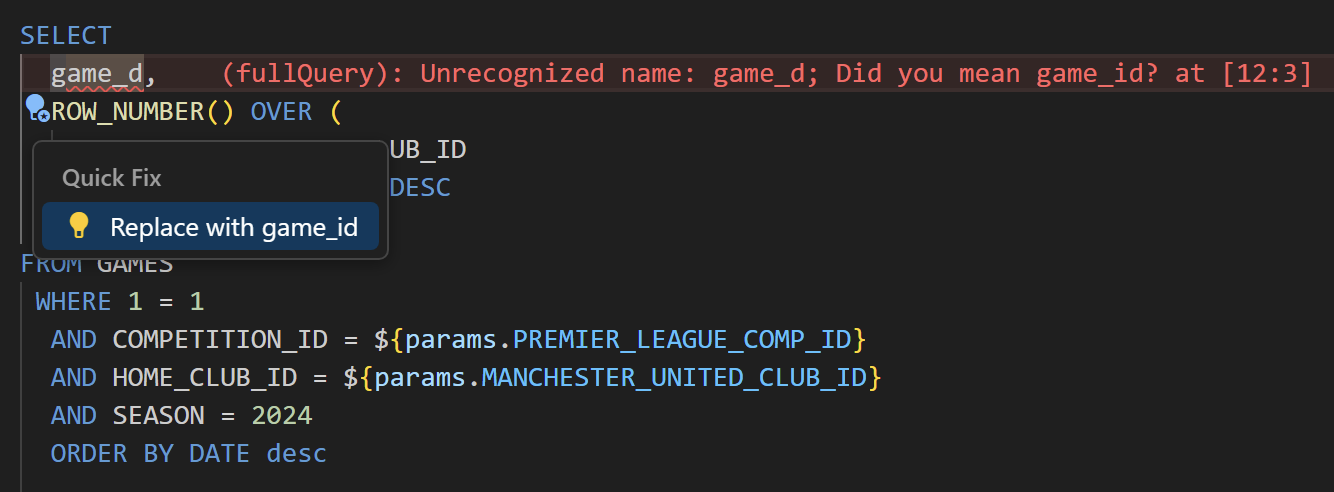 SELECT
game_d, (fullQuery): Unrecognized name: game_d; Did you mean game_id? at [12:3]
ROW_NUMBER() OVER (
UB_ID
Quick Fix
DESC
Replace with game_id
FROM GAMES
WHERE 1 = 1
AND COMPETITION_ID = ${params.PREMIER_LEAGUE_COMP_ID}
AND HOME_CLUB_ID = ${params.MANCHESTER_UNITED_CLUB_ID}
AND SEASON = 2024
ORDER BY DATE desc